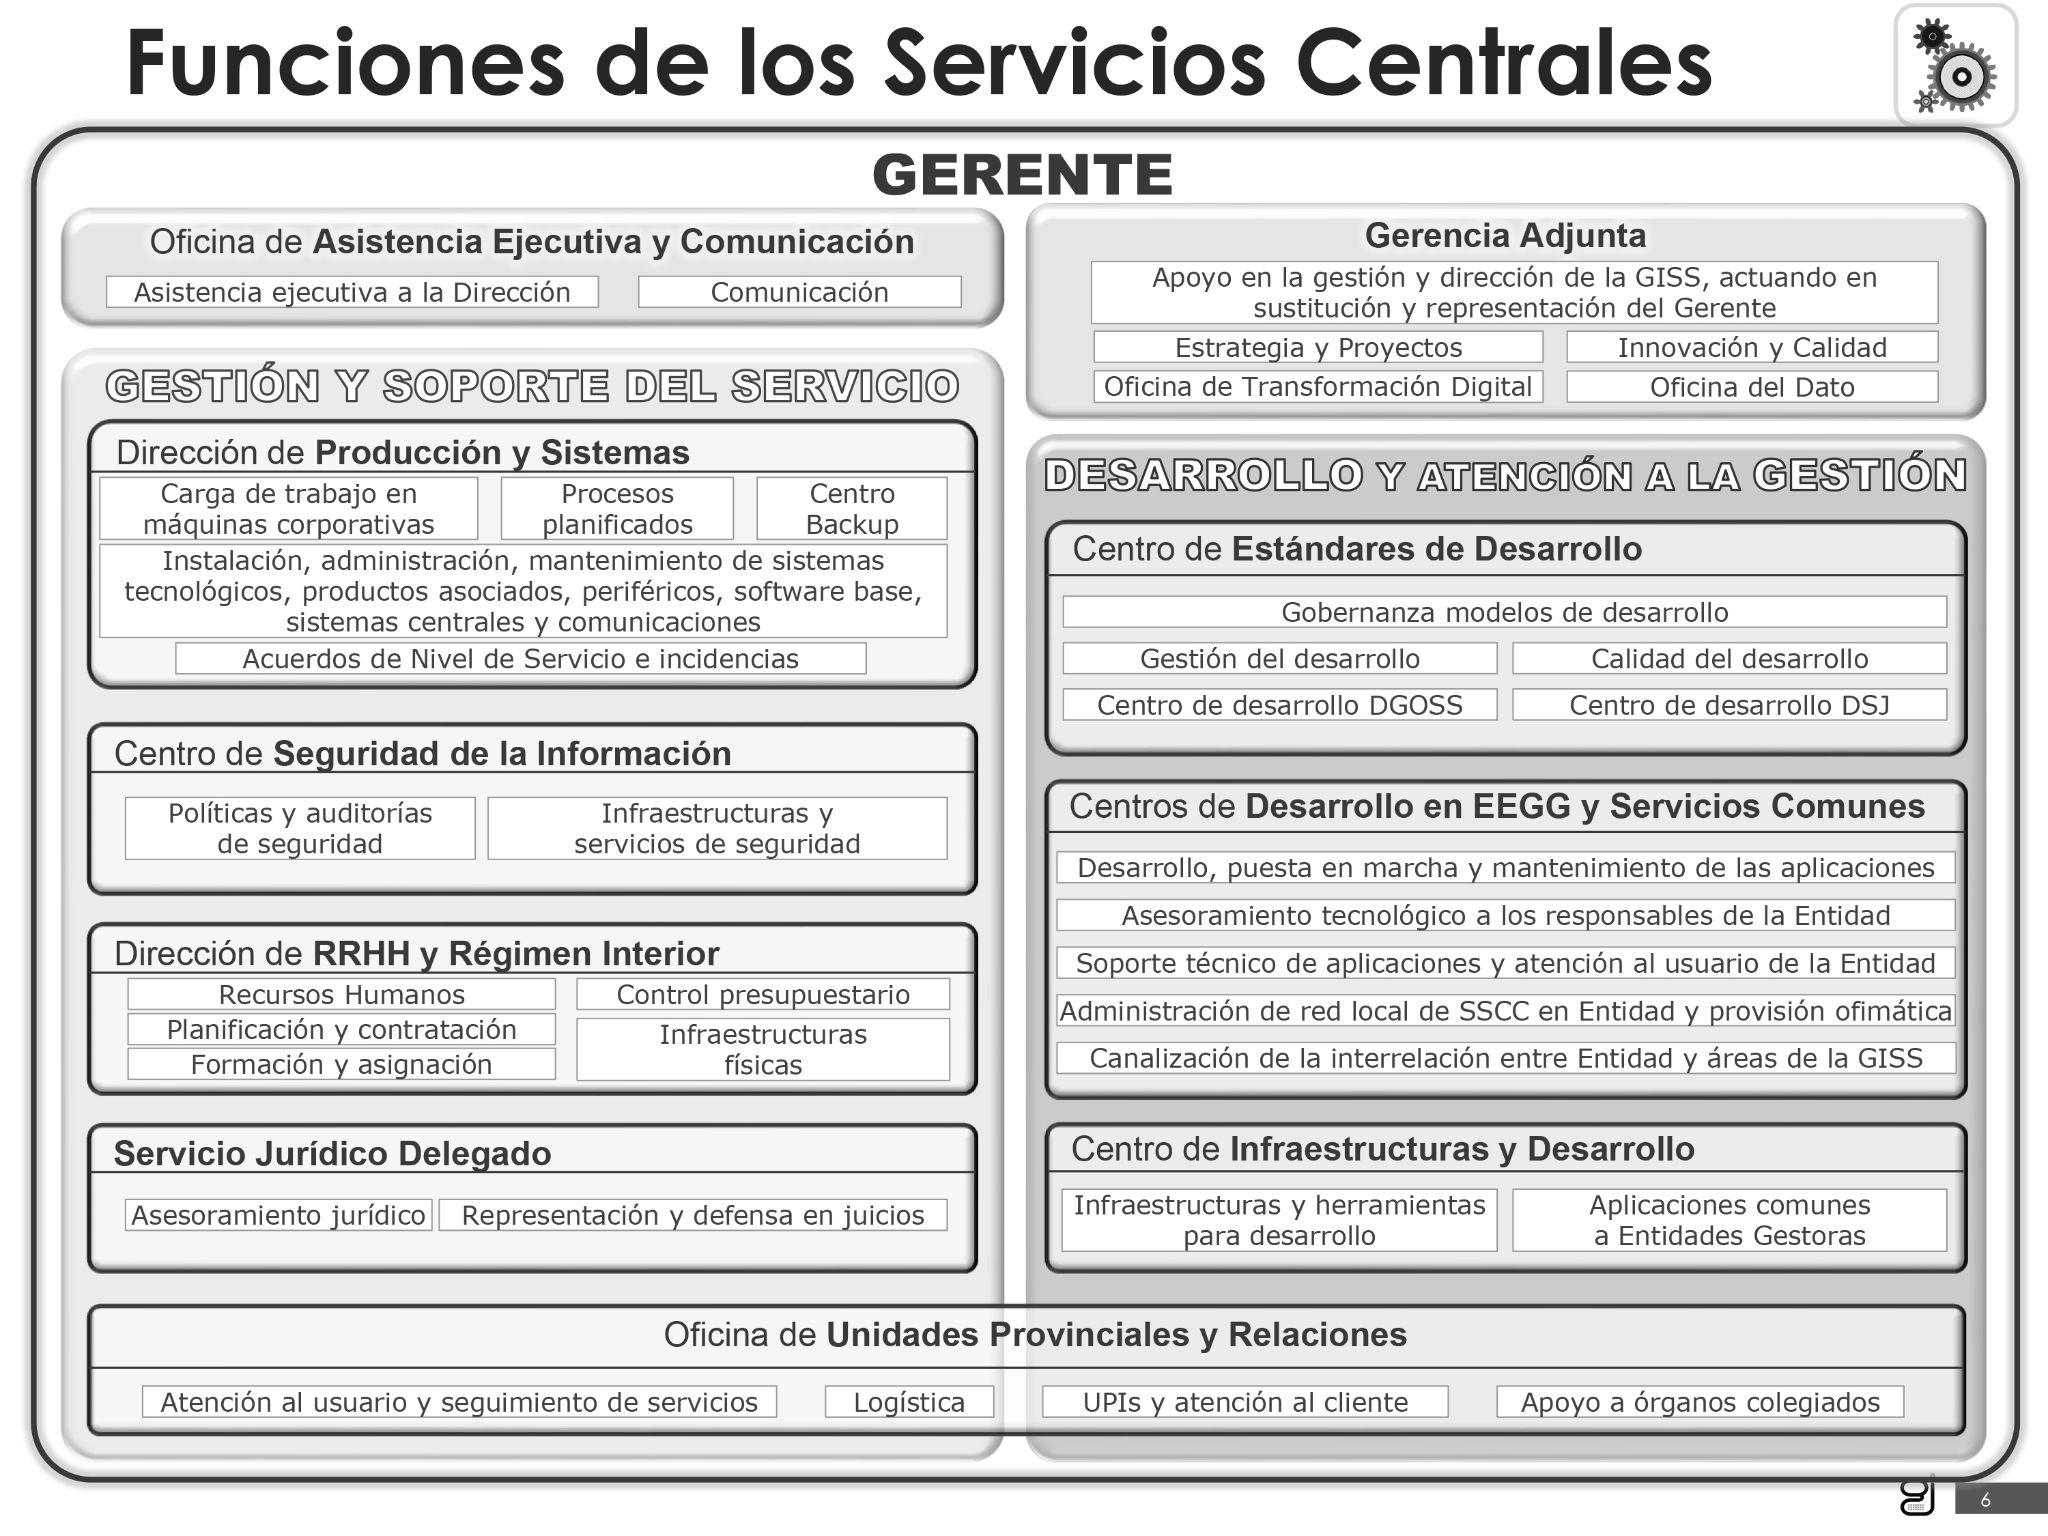 Funciones de los Servicios Centrales
GERENTE
Oficina de Asistencia Ejecutiva y Comunicación
Asistencia ejecutiva a la Dirección
Comunicación
Gerencia Adjunta
Apoyo en la gestión y dirección de la GISS, actuando en
sustitución y representación del Gerente
Estrategia y Proyectos
Innovación y Calidad
Oficina de Transformación Digital
Oficina del Dato
GESTIÓN Y SOPORTE DEL SERVICIO
Dirección de Producción y Sistemas
Carga de trabajo en
máquinas corporativas
Procesos
planificados
Centro
Backup
Instalación, administración, mantenimiento de sistemas
tecnológicos, productos asociados, periféricos, software base,
sistemas centrales y comunicaciones
Acuerdos de Nivel de Servicio e incidencias
Centro de Seguridad de la Información
Políticas y auditorías
de seguridad
Infraestructuras y
servicios de seguridad
Dirección de RRHH y Régimen Interior
Recursos Humanos
Control presupuestario
Planificación y contratación
Infraestructuras
físicas
Formación y asignación
Servicio Jurídico Delegado
Asesoramiento jurídico
Representación y defensa en juicios
DESARROLLO Y ATENCIÓN A LA GESTIÓN
Centro de Estándares de Desarrollo
Gobernanza modelos de desarrollo
Gestión del desarrollo
Calidad del desarrollo
Centro de desarrollo DGOSS
Centro de desarrollo DSJ
Centros de Desarrollo en EEGG y Servicios Comunes
Desarrollo, puesta en marcha y mantenimiento de las aplicaciones
Asesoramiento tecnológico a los responsables de la Entidad
Soporte técnico de aplicaciones y atención al usuario de la Entidad
Administración de red local de SSCC en Entidad y provisión ofimática
Canalización de la interrelación entre Entidad y áreas de la GISS
Centro de Infraestructuras y Desarrollo
Infraestructuras y herramientas
para desarrollo
Aplicaciones comunes
a Entidades Gestoras
Oficina de Unidades Provinciales y Relaciones
Atención al usuario y seguimiento de servicios
Logística
UPIs y atención al cliente
Apoyo a órganos colegiados
6